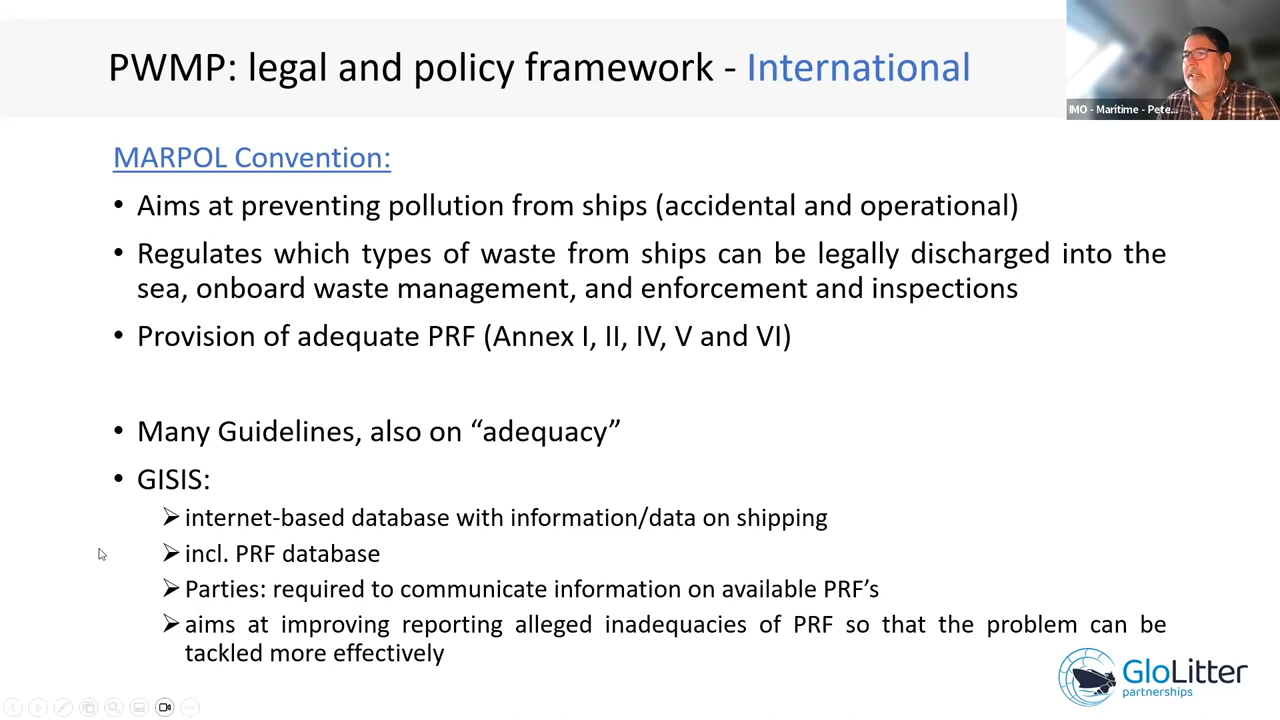 PWMP: legal and policy framework - International
IMO - Maritime - Pete...
MARPOL Convention:
• Aims at preventing pollution from ships (accidental and operational)
• Regulates which types of waste from ships can be legally discharged into the
sea, onboard waste management, and enforcement and inspections
• Provision of adequate PRF (Annex I, II, IV, V and VI)
• Many Guidelines, also on “adequacy”
• GISIS:
➢ internet-based database with information/data on shipping
➢ incl. PRF database
➢ Parties: required to communicate information on available PRF’s
➢ aims at improving reporting alleged inadequacies of PRF so that the problem can be
tackled more effectively
GloLitter
partnerships